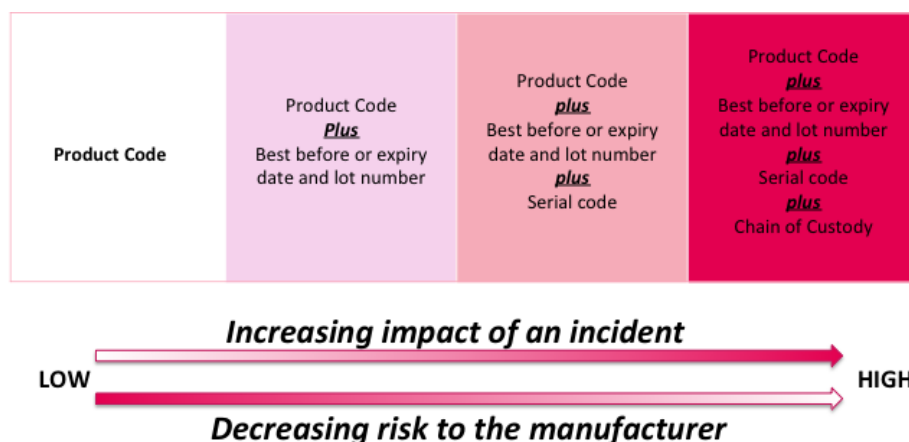 Product Code
Product Code
Plus
Best before or expiry
date and lot number
Product Code
plus
Best before or expiry
date and lot number
plus
Serial code
Product Code
plus
Best before or expiry
date and lot number
plus
Serial code
plus
Chain of Custody
Increasing impact of an incident
LOW
HIGH
Decreasing risk to the manufacturer